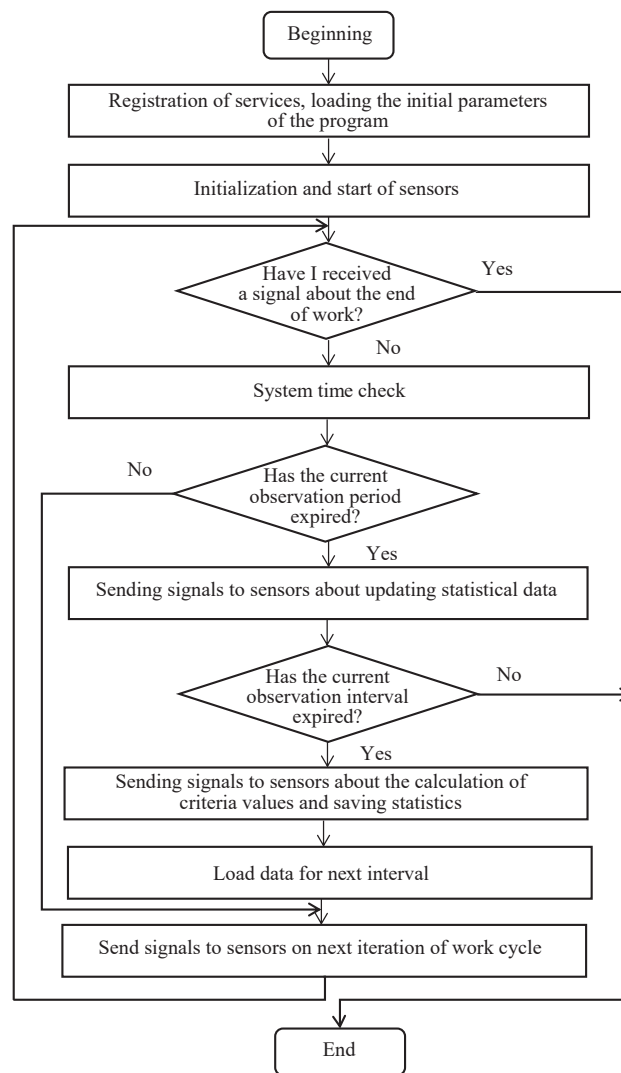 Beginning
Registration of services, loading the initial parameters
of the program
Initialization and start of sensors
Have I received
a signal about the end
of work?
Yes
No
System time check
No
Has the current
observation period
expired?
Yes
Sending signals to sensors about updating statistical data
Has the current
observation interval
expired?
No
Yes
Sending signals to sensors about the calculation of
criteria values and saving statistics
Load data for next interval
Send signals to sensors on next iteration of work cycle
End